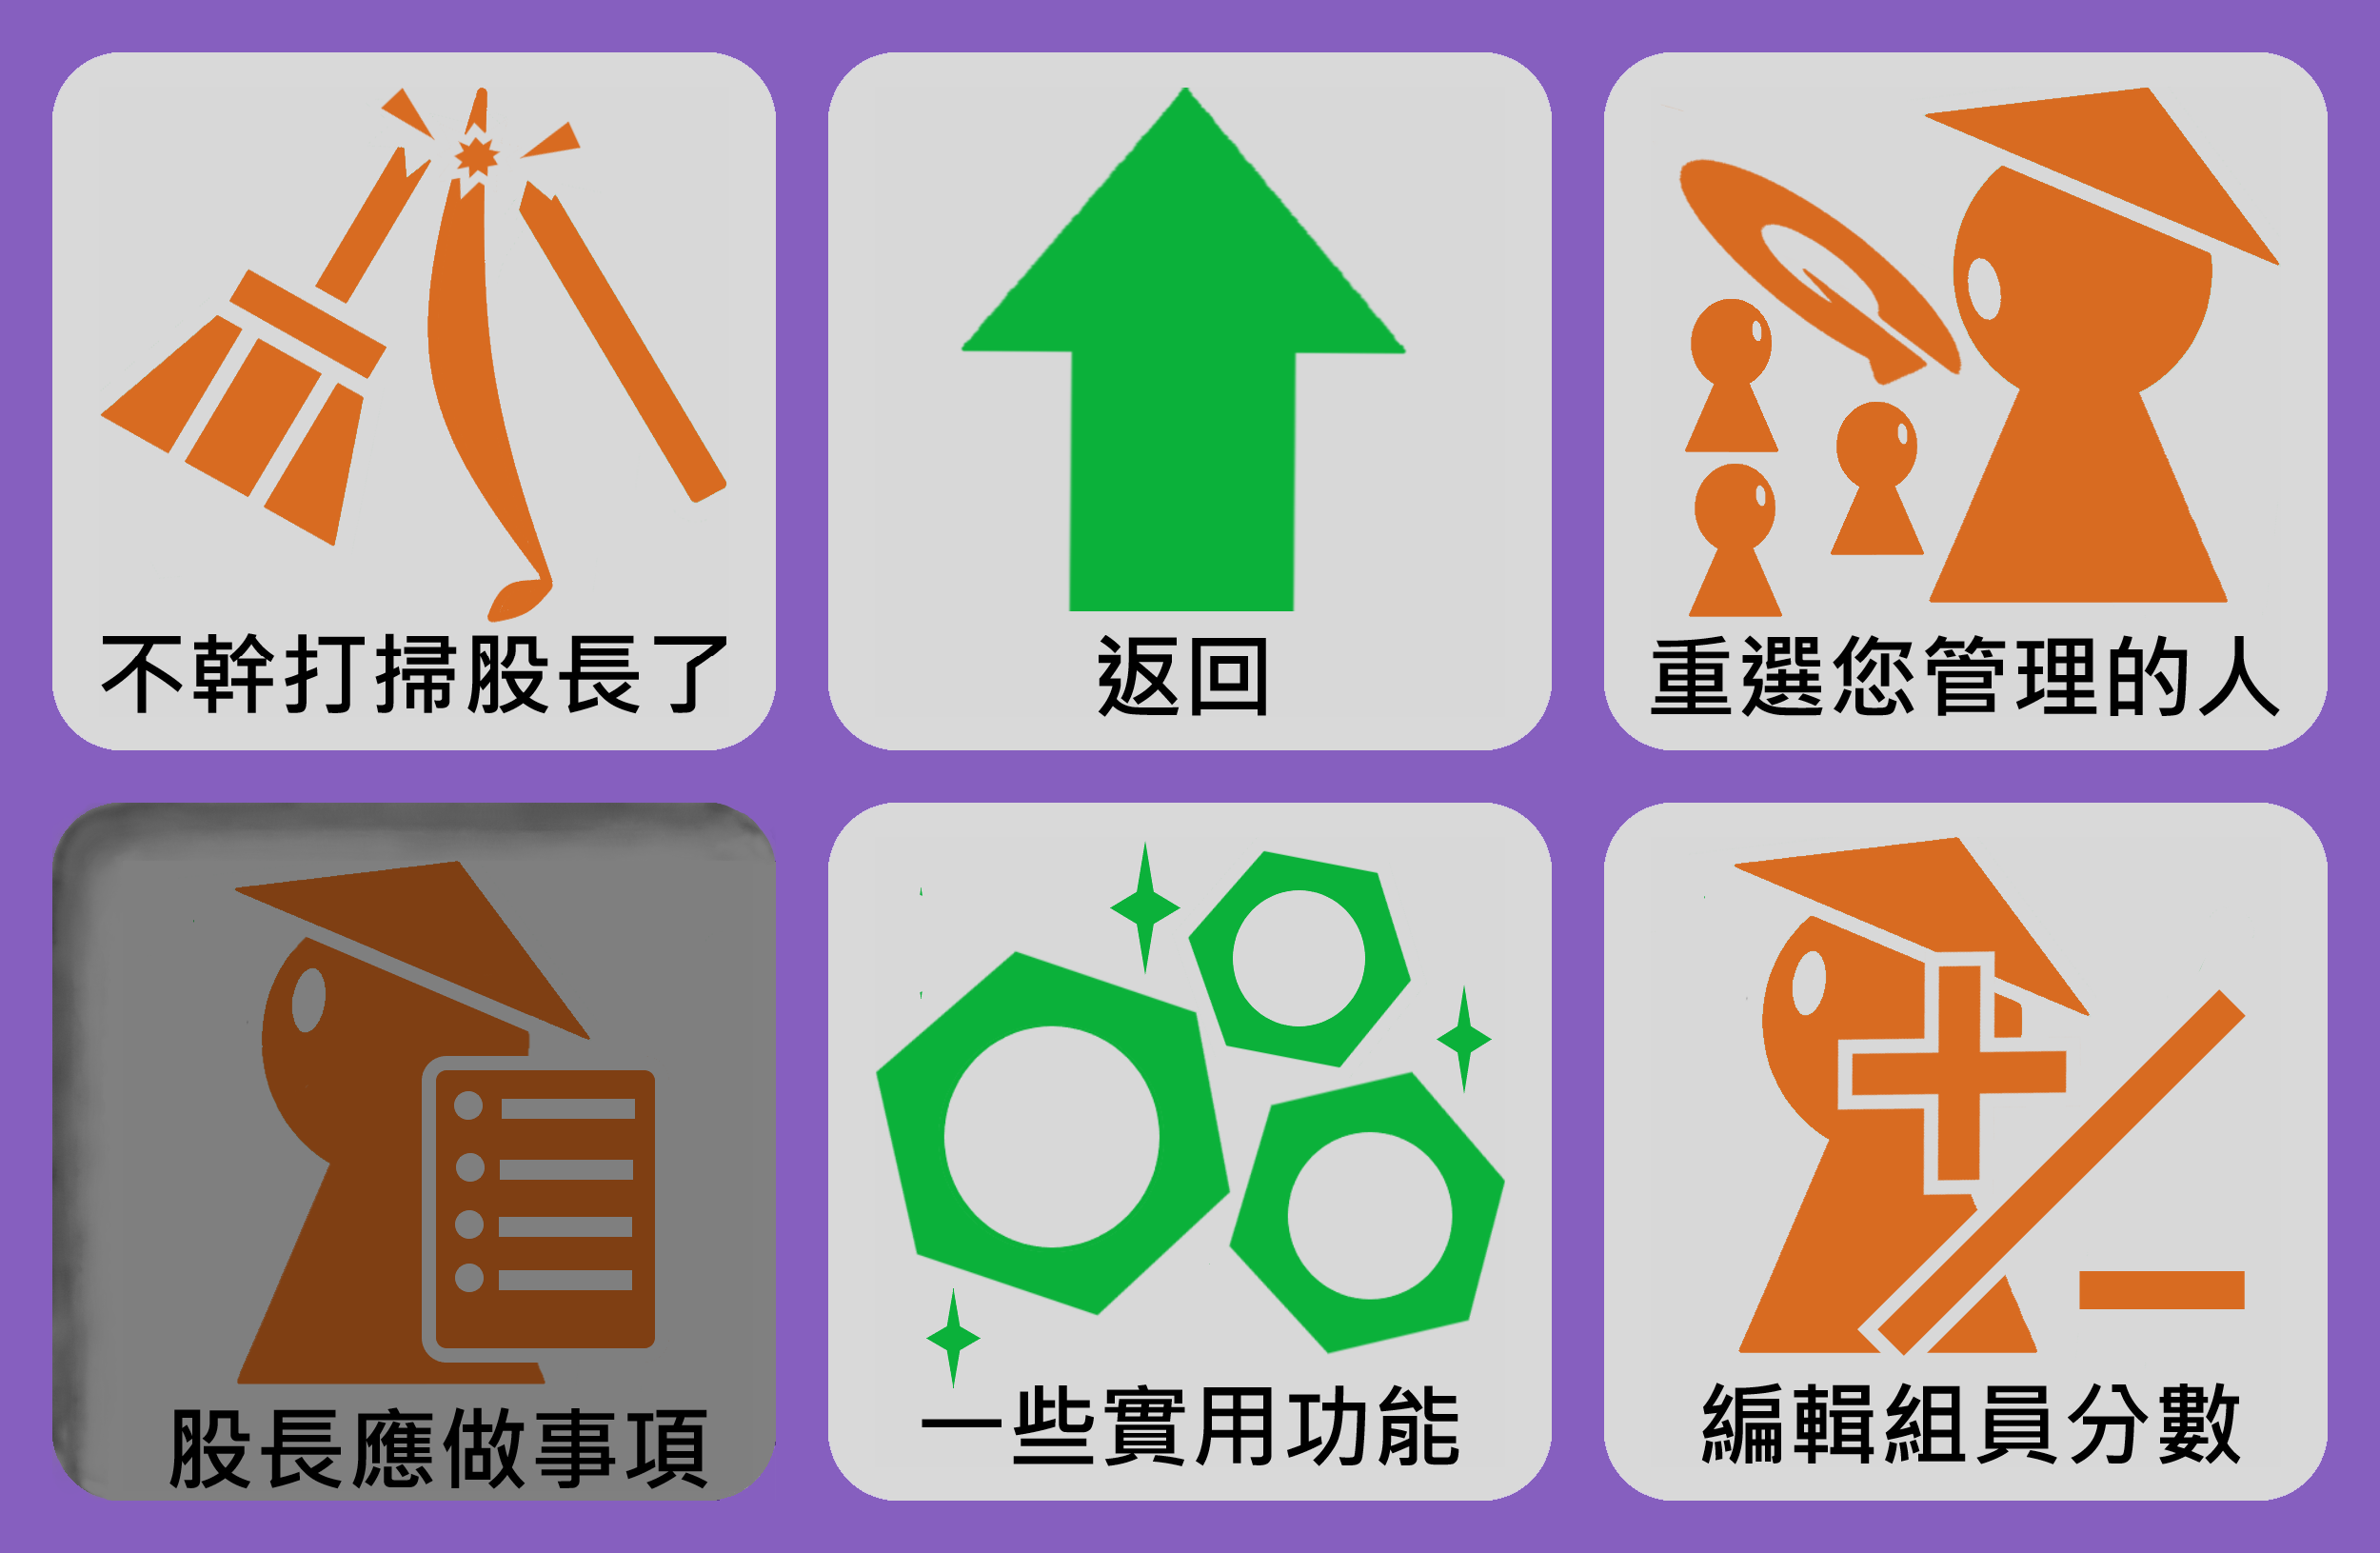 不幹打掃股長了
返回
重選您管理的人
股長應做事項
一些實用功能
編輯組員分數